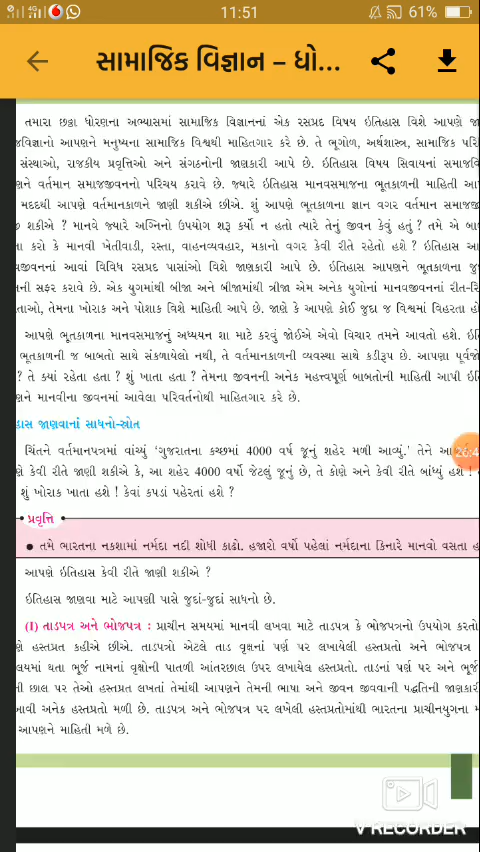 11:51
61%
સામાજિક વિજ્ઞાન – ધો...
તમારા છઠ્ઠા ધોરણના અભ્યાસમાં સામાજિક વિજ્ઞાનનાં એક રસપ્રદ વિષય ઇતિહાસ વિશે આપણે જા
જવિજ્ઞાનો આપણને મનુષ્યના સામાજિક વિશ્વથી માહિતગાર કરે છે. તે ભૂગોળ, અર્થશાસ્ત્ર, સામાજિક પરિ
સંસ્થાઓ, રાજકીય પ્રવૃત્તિઓ અને સંગઠનોની જાણકારી આપે છે. ઇતિહાસ વિષય સિવાયનાં સમાજવિ
ણને વર્તમાન સમાજજીવનનો પરિચય કરાવે છે. જ્યારે ઇતિહાસ માનવસમાજના ભૂતકાળની માહિતી આપ
મદદથી આપણે વર્તમાનકાળને જાણી શકીએ છીએ. શું આપણે ભૂતકાળના જ્ઞાન વગર વર્તમાન સમાજજી
શકીએ ? માનવે જ્યારે અગ્નિનો ઉપયોગ શરૂ કર્યો ન હતો ત્યારે તેનું જીવન કેવું હતું ? તમે એ બા
ના કરો કે માનવી ખેતીવાડી, રસ્તા, વાહનવ્યવહાર, મકાનો વગર કેવી રીતે રહેતો હશે ? ઇતિહાસ આ
વજીવનનાં આવાં વિવિધ રસપ્રદ પાસાંઓ વિશે જાણકારી આપે છે. ઇતિહાસ આપણને ભૂતકાળના જુ
ની સફર કરાવે છે. એક યુગમાંથી બીજા અને બીજામાંથી ત્રીજા એમ અનેક યુગોનાં માનવજીવનનાં રીત-રિ
તાઓ, તેમના ખોરાક અને પોશાક વિશે માહિતી આપે છે. જાણે કે આપણે કોઈ જુદા જ વિશ્વમાં વિહરતા હો
આપણે ભૂતકાળના માનવસમાજનું અધ્યયન શા માટે કરવું જોઈએ એવો વિચાર તમને આવતો હશે. ઇતિ
ભૂતકાળની જ બાબતો સાથે સંકળાયેલો નથી, તે વર્તમાનકાળની વ્યવસ્થા સાથે કડીરૂપ છે. આપણા પૂર્વજો
? તે ક્યાં રહેતા હતા ? શું ખાતા હતા ? તેમના જીવનની અનેક મહત્ત્વપૂર્ણ બાબતોની માહિતી આપી ઇતિ
ણને માનવીના જીવનમાં આવેલા પરિવર્તનોથી માહિતગાર કરે છે.
હાસ જાણવાનાં સાધનો-સ્રોત
ચિંતને વર્તમાનપત્રમાં વાંચ્યું ‘ગુજરાતના કચ્છમાં 4000 વર્ષ જૂનું શહેર મળી આવ્યું.’ તેને આ
ણે કેવી રીતે જાણી શકીએ કે, આ શહેર 4000 વર્ષો જેટલું જૂનું છે, તે કોણે અને કેવી રીતે બાંધ્યું હશે !
શું ખોરાક ખાતા હશે ! કેવાં કપડાં પહેરતાં હશે ?
26:4
પ્રવૃત્તિ
● તમે ભારતના નકશામાં નર્મદા નદી શોધી કાઢો. હજારો વર્ષો પહેલાં નર્મદાના કિનારે માનવો વસતા હ
આપણે ઇતિહાસ કેવી રીતે જાણી શકીએ ?
ઇતિહાસ જાણવા માટે આપણી પાસે જુદાં-જુદાં સાધનો છે.
(I) તાડપત્ર અને ભોજપત્ર : પ્રાચીન સમયમાં માનવી લખવા માટે તાડપત્ર કે ભોજપત્રનો ઉપયોગ કરતો
ણે હસ્તપ્રત કહીએ છીએ. તાડપત્રો એટલે તાડ વૃક્ષનાં પર્ણ પર લખાયેલી હસ્તપ્રતો અને ભોજપત્ર
લયમાં થતા ભૂર્જ નામનાં વૃક્ષોની પાતળી આંતરછાલ ઉપર લખાયેલ હસ્તપ્રતો. તાડનાં પર્ણ પર અને ભૂર્જ
ની છાલ પર તેઓ હસ્તપ્રત લખતાં તેમાંથી આપણને તેમની ભાષા અને જીવન જીવવાની પદ્ધતિની જાણકારી
આવી અનેક હસ્તપ્રતો મળી છે. તાડપત્ર અને ભોજપત્ર પર લખેલી હસ્તપ્રતોમાંથી ભારતના પ્રાચીનયુગના મ
આપણને માહિતી મળે છે.
V RECORDER